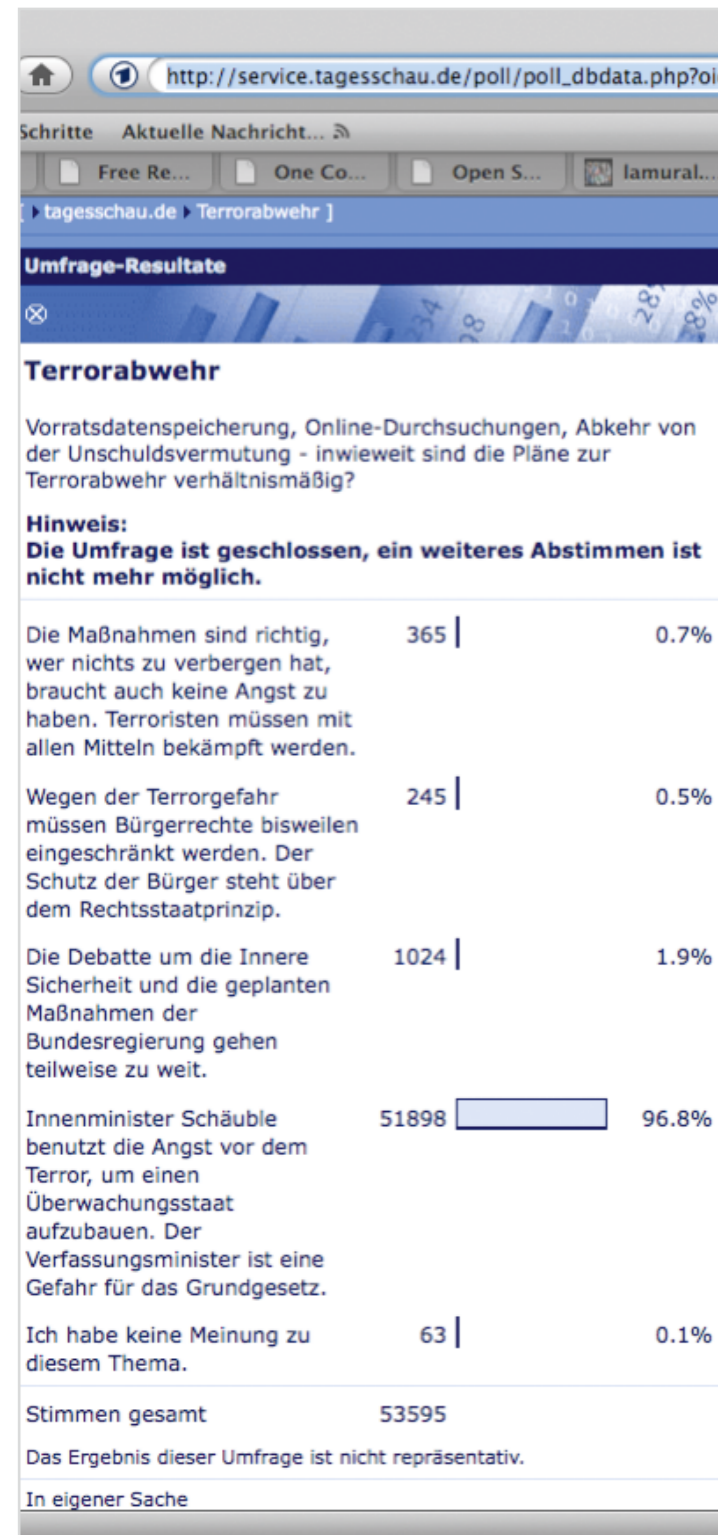 http://service.tagesschau.de/poll/poll_dbdata.php?oi
Schritte Aktuelle Nachricht...
Free Re... One Co... Open S... lamural...
[ tagesschau.de Terrorabwehr ]
Umfrage-Resultate
Terrorabwehr
Vorratsdatenspeicherung, Online-Durchsuchungen, Abkehr von
der Unschuldsvermutung - inwieweit sind die Pläne zur
Terrorabwehr verhältnismäßig?
Hinweis:
Die Umfrage ist geschlossen, ein weiteres Abstimmen ist
nicht mehr möglich.
Die Maßnahmen sind richtig, 365 0.7%
wer nichts zu verbergen hat,
braucht auch keine Angst zu
haben. Terroristen müssen mit
allen Mitteln bekämpft werden.
Wegen der Terrorgefahr 245 0.5%
müssen Bürgerrechte bisweilen
eingeschränkt werden. Der
Schutz der Bürger steht über
dem Rechtsstaatprinzip.
Die Debatte um die Innere 1024 1.9%
Sicherheit und die geplanten
Maßnahmen der
Bundesregierung gehen
teilweise zu weit.
Innenminister Schäuble 51898 96.8%
benutzt die Angst vor dem
Terror, um einen
Überwachungsstaat
aufzubauen. Der
Verfassungsminister ist eine
Gefahr für das Grundgesetz.
Ich habe keine Meinung zu 63 0.1%
diesem Thema.
Stimmen gesamt 53595
Das Ergebnis dieser Umfrage ist nicht repräsentativ.
In eigener Sache